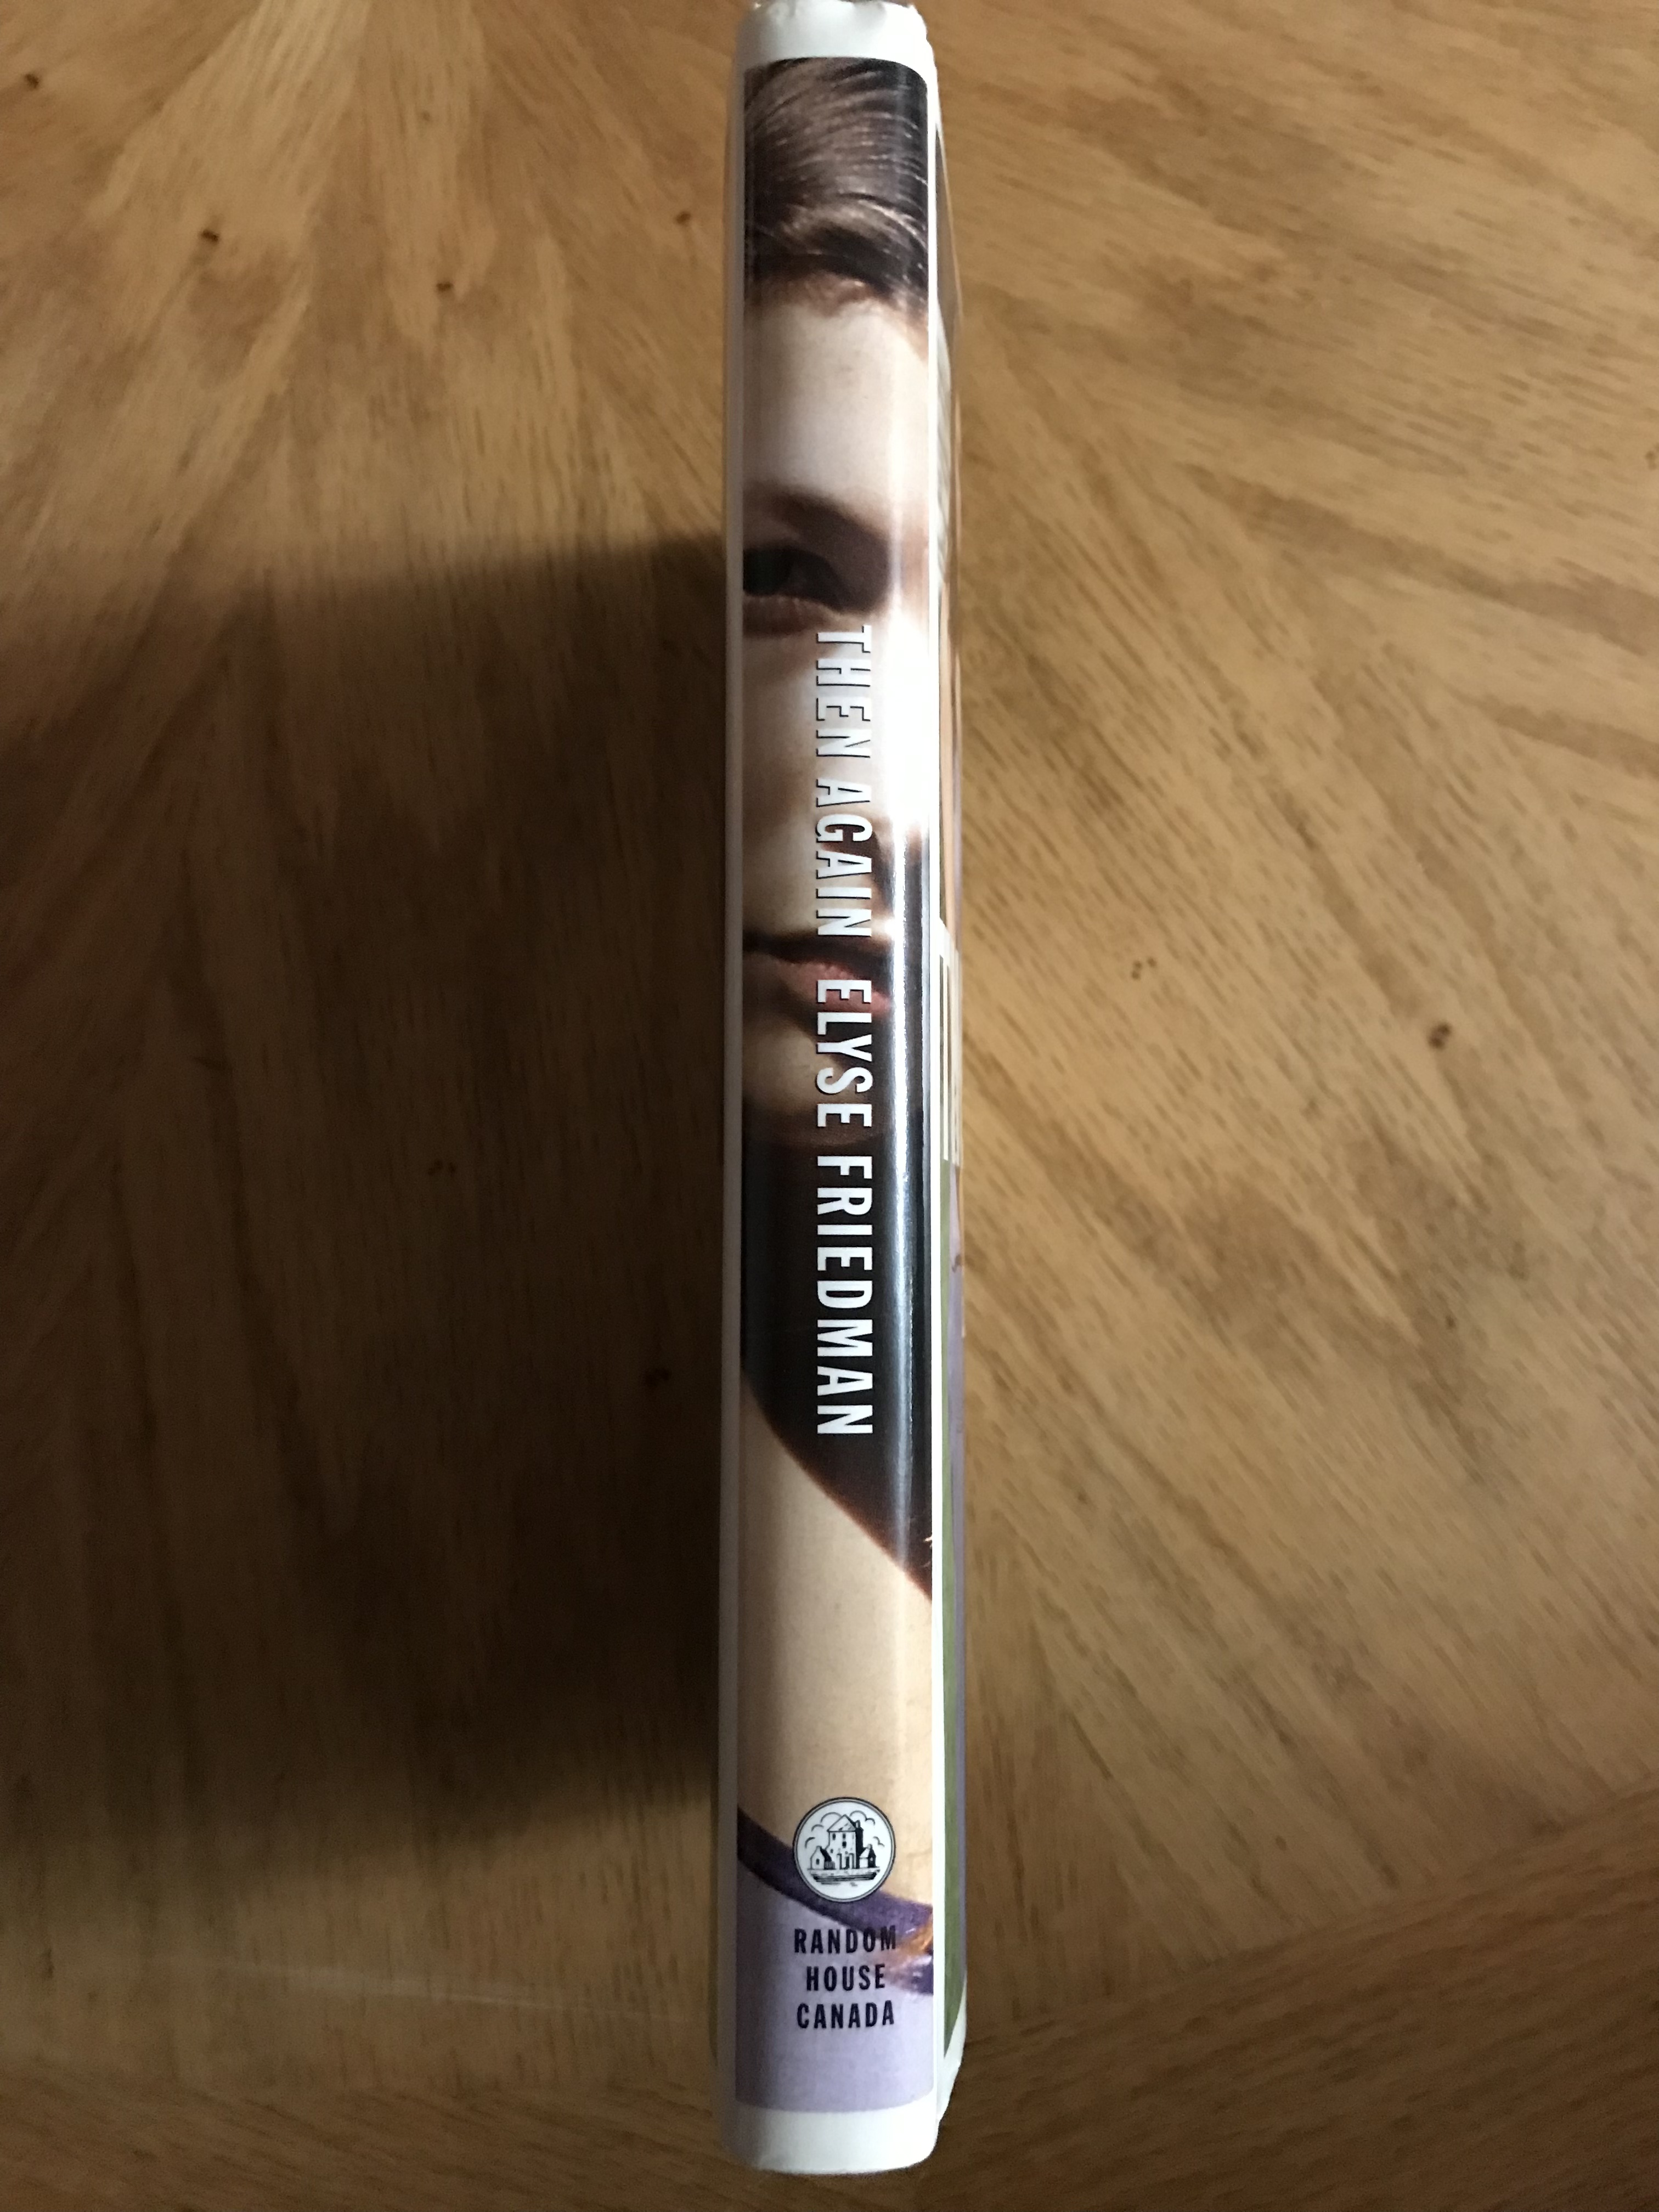 THEN AGAIN ELYSE FRIEDMAN
RANDOM
HOUSE
CANADA